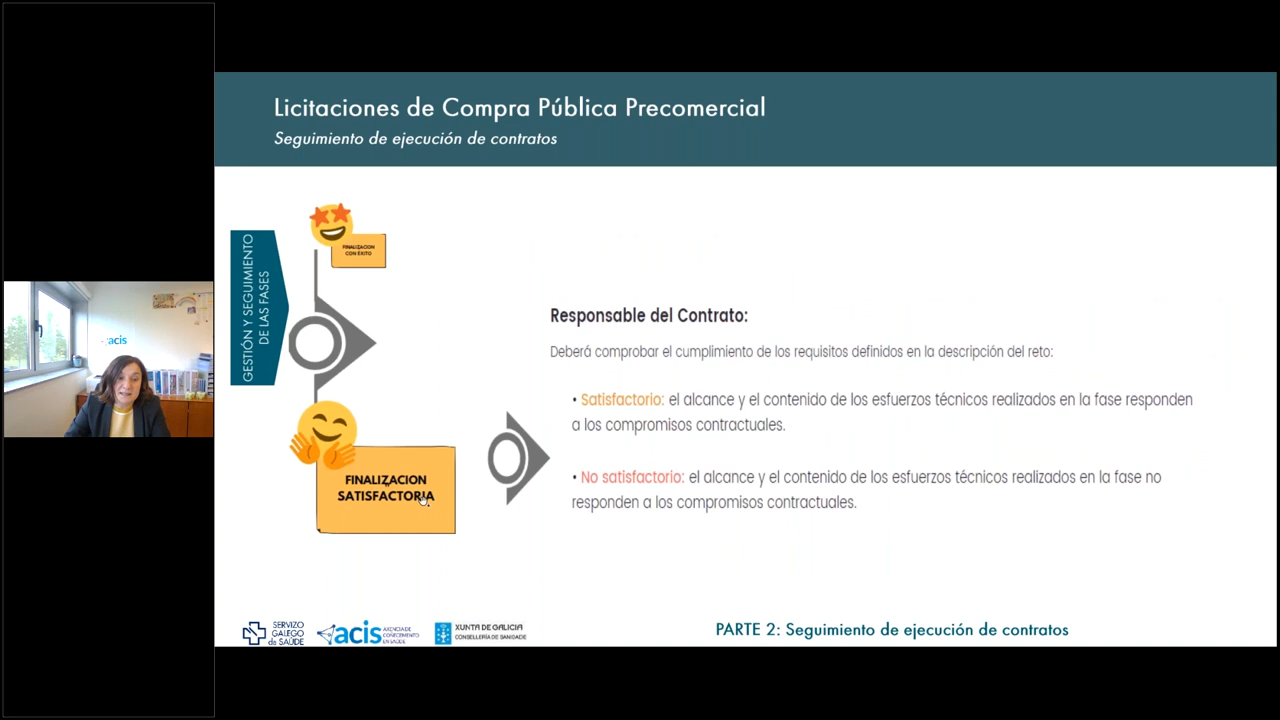 Licitaciones de Compra Pública Precomercial
Seguimiento de ejecución de contratos
GESTIÓN Y SEGUIMIENTO
DE LAS FASES
FINALIZACION
CON ÉXITO
Responsable del Contrato:
Deberá comprobar el cumplimiento de los requisitos definidos en la descripción del reto:
• Satisfactorio: el alcance y el contenido de los esfuerzos técnicos realizados en la fase responden
a los compromisos contractuales.
FINALIZACION
SATISFACTORIA
• No satisfactorio: el alcance y el contenido de los esfuerzos técnicos realizados en la fase no
responden a los compromisos contractuales.
acis
SERVIZO
GALEGO
de SAÚDE
acis
AXENCIA DE
COÑECEMENTO
EN SAÚDE
XUNTA DE GALICIA
CONSELLERÍA DE SANIDADE
PARTE 2: Seguimiento de ejecución de contratos